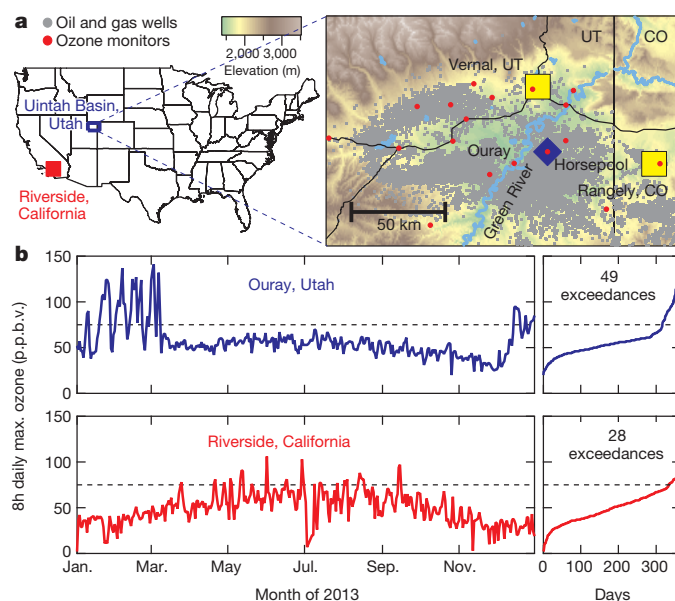 a
Oil and gas wells
Ozone monitors
2,000 3,000
Elevation (m)
Uintah Basin,
Utah
Riverside,
California
UT
CO
Vernal, UT
Ouray
Horsepool
Green River
Rangely, CO
50 km
b
8h daily max. ozone (p.p.b.v.)
150
100
50
0
Ouray, Utah
49
exceedances
150
100
50
0
Riverside, California
28
exceedances
Jan.
Mar.
May
Jul.
Sep.
Nov.
0
100
200
300
Month of 2013
Days